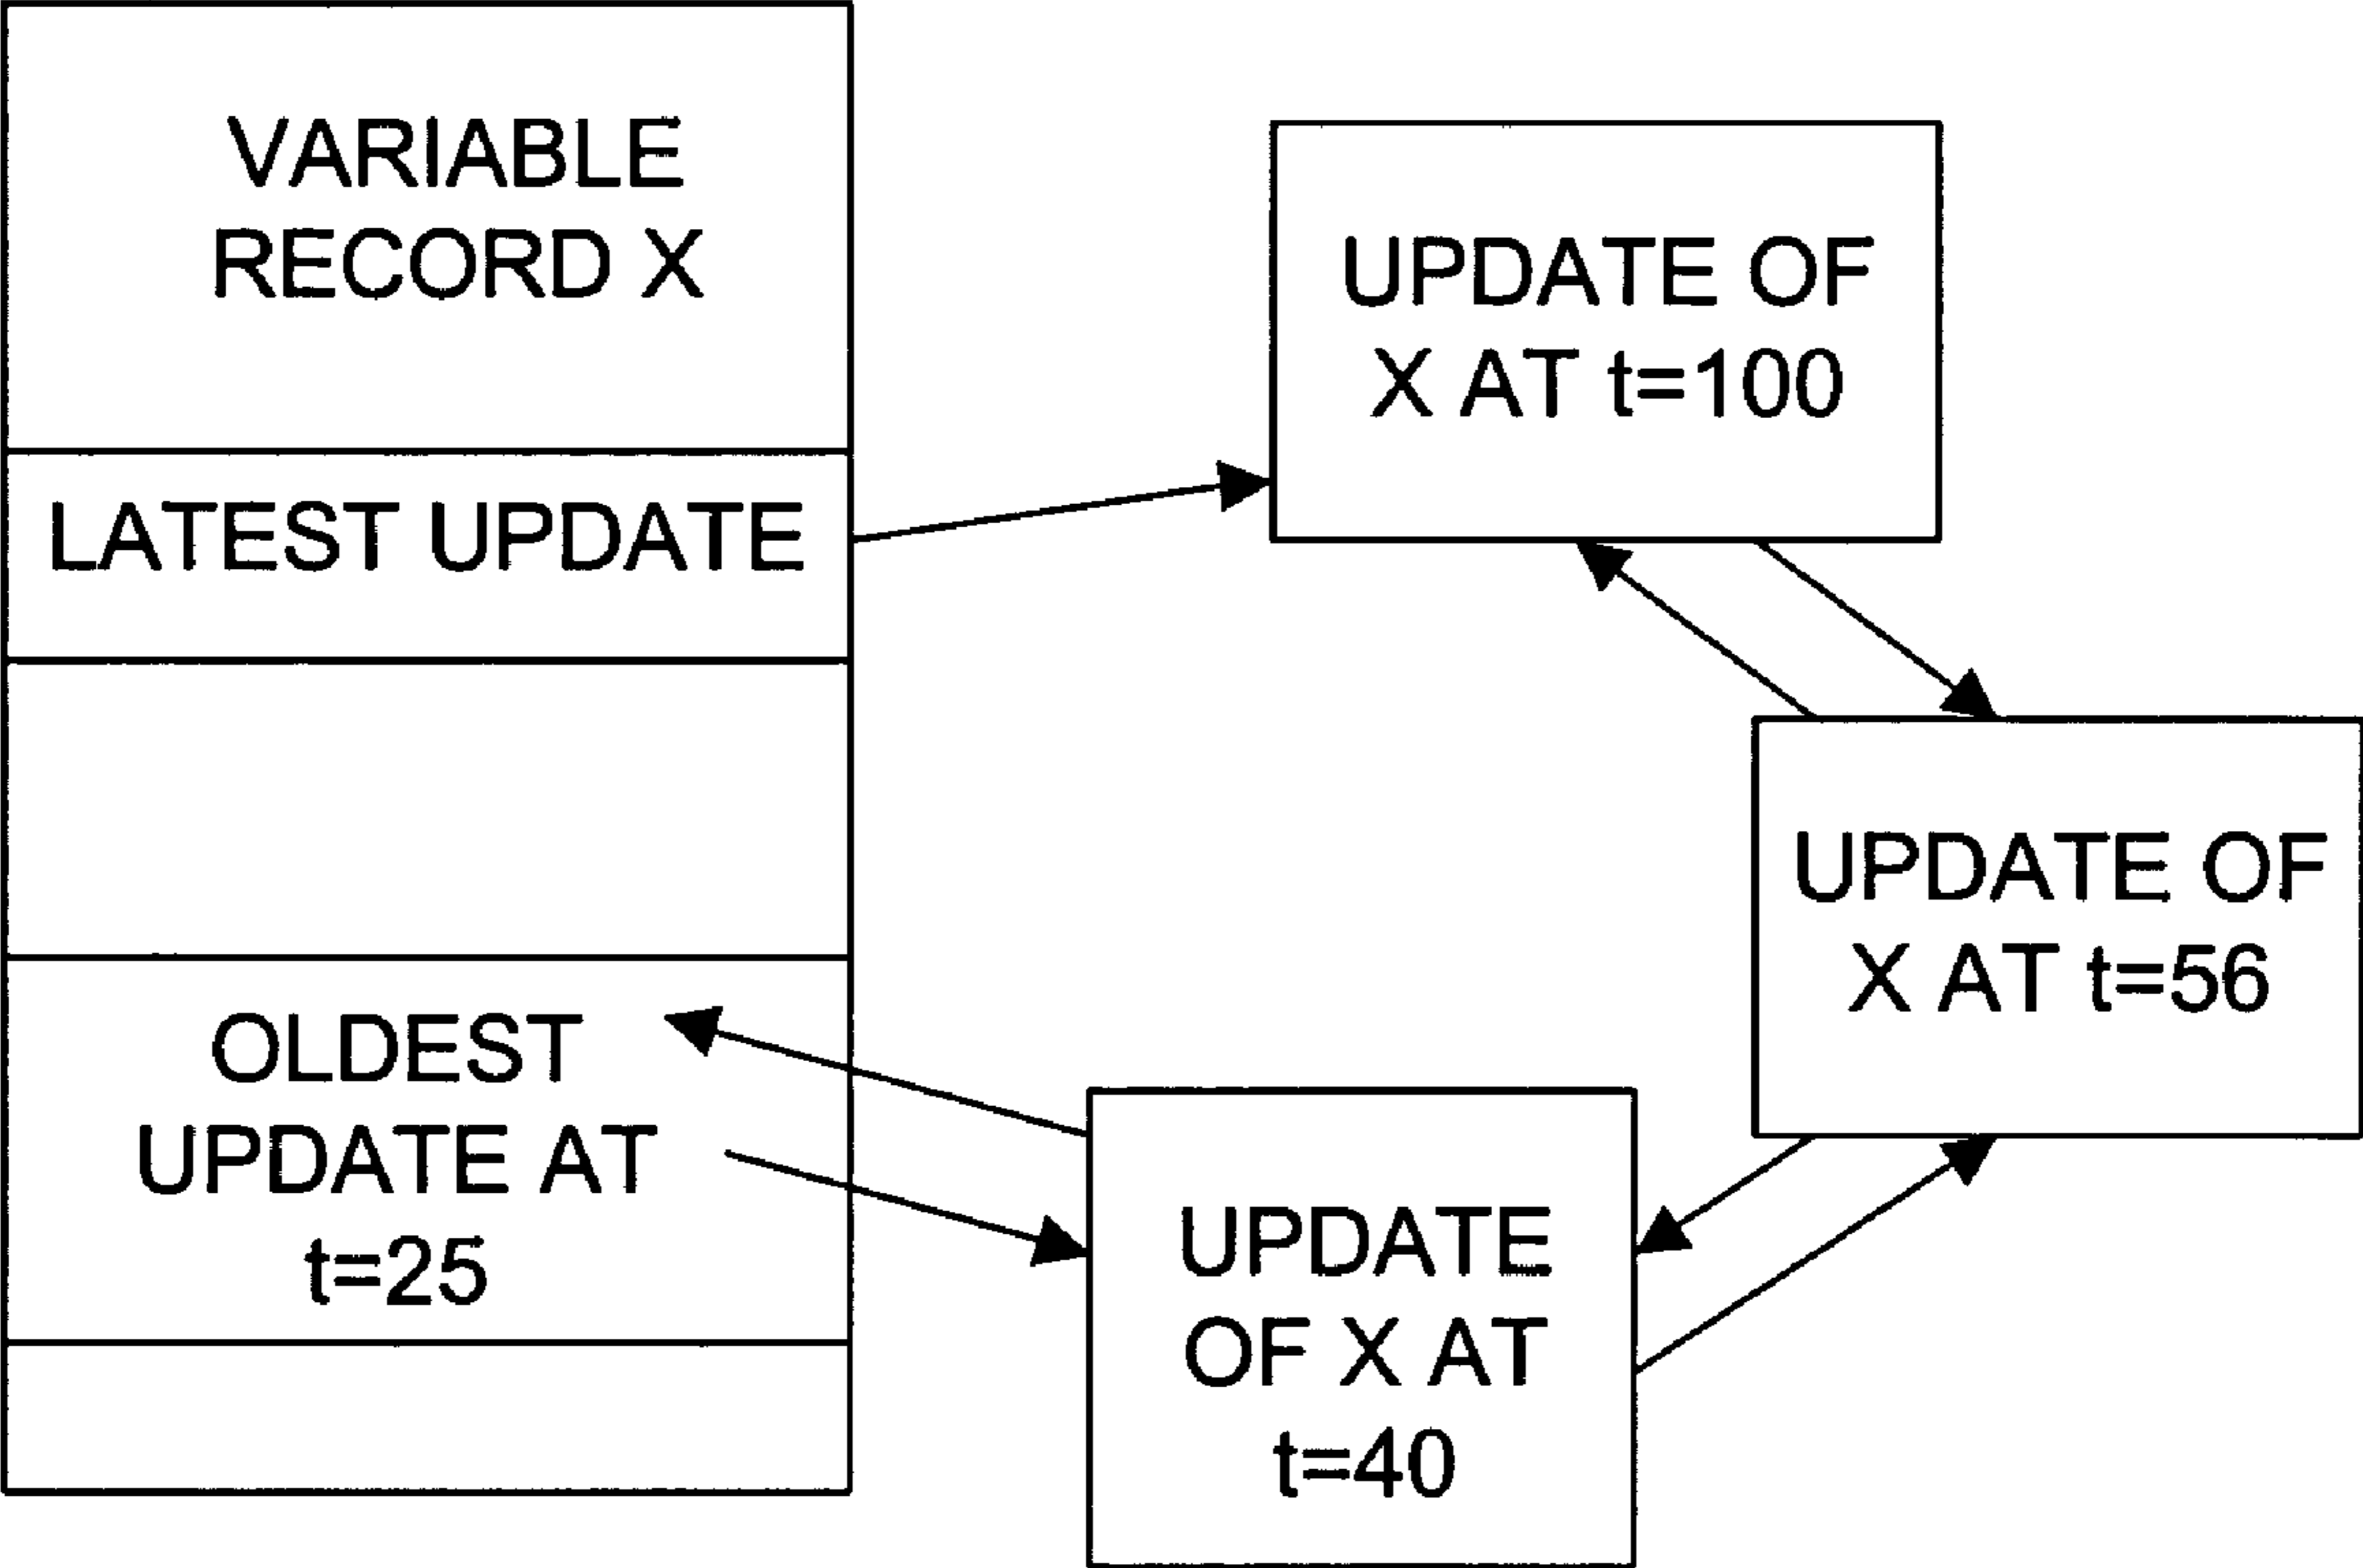 VARIABLE
RECORD X
LATEST UPDATE
OLDEST
UPDATE AT
t=25
UPDATE OF
X AT t=100
UPDATE OF
X AT t=56
UPDATE
OF X AT
t=40